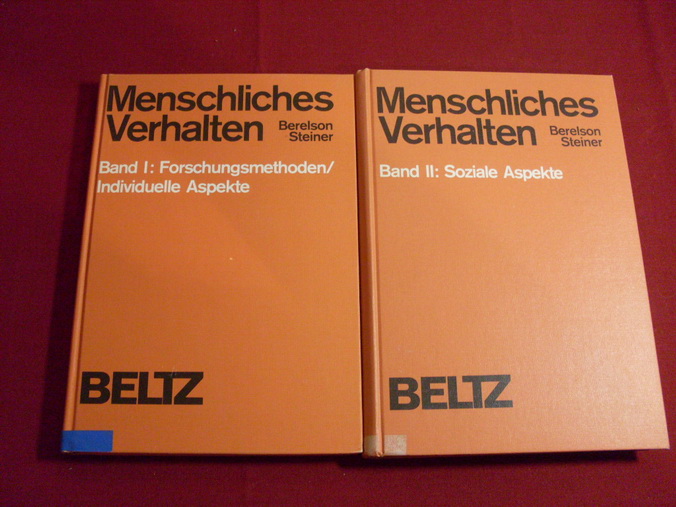 Menschliches
Verhalten
Berelson
Steiner
Band I: Forschungsmethoden/
Individuelle Aspekte
BELTZ
Menschliches
Verhalten
Berelson
Steiner
Band II: Soziale Aspekte
BELTZ